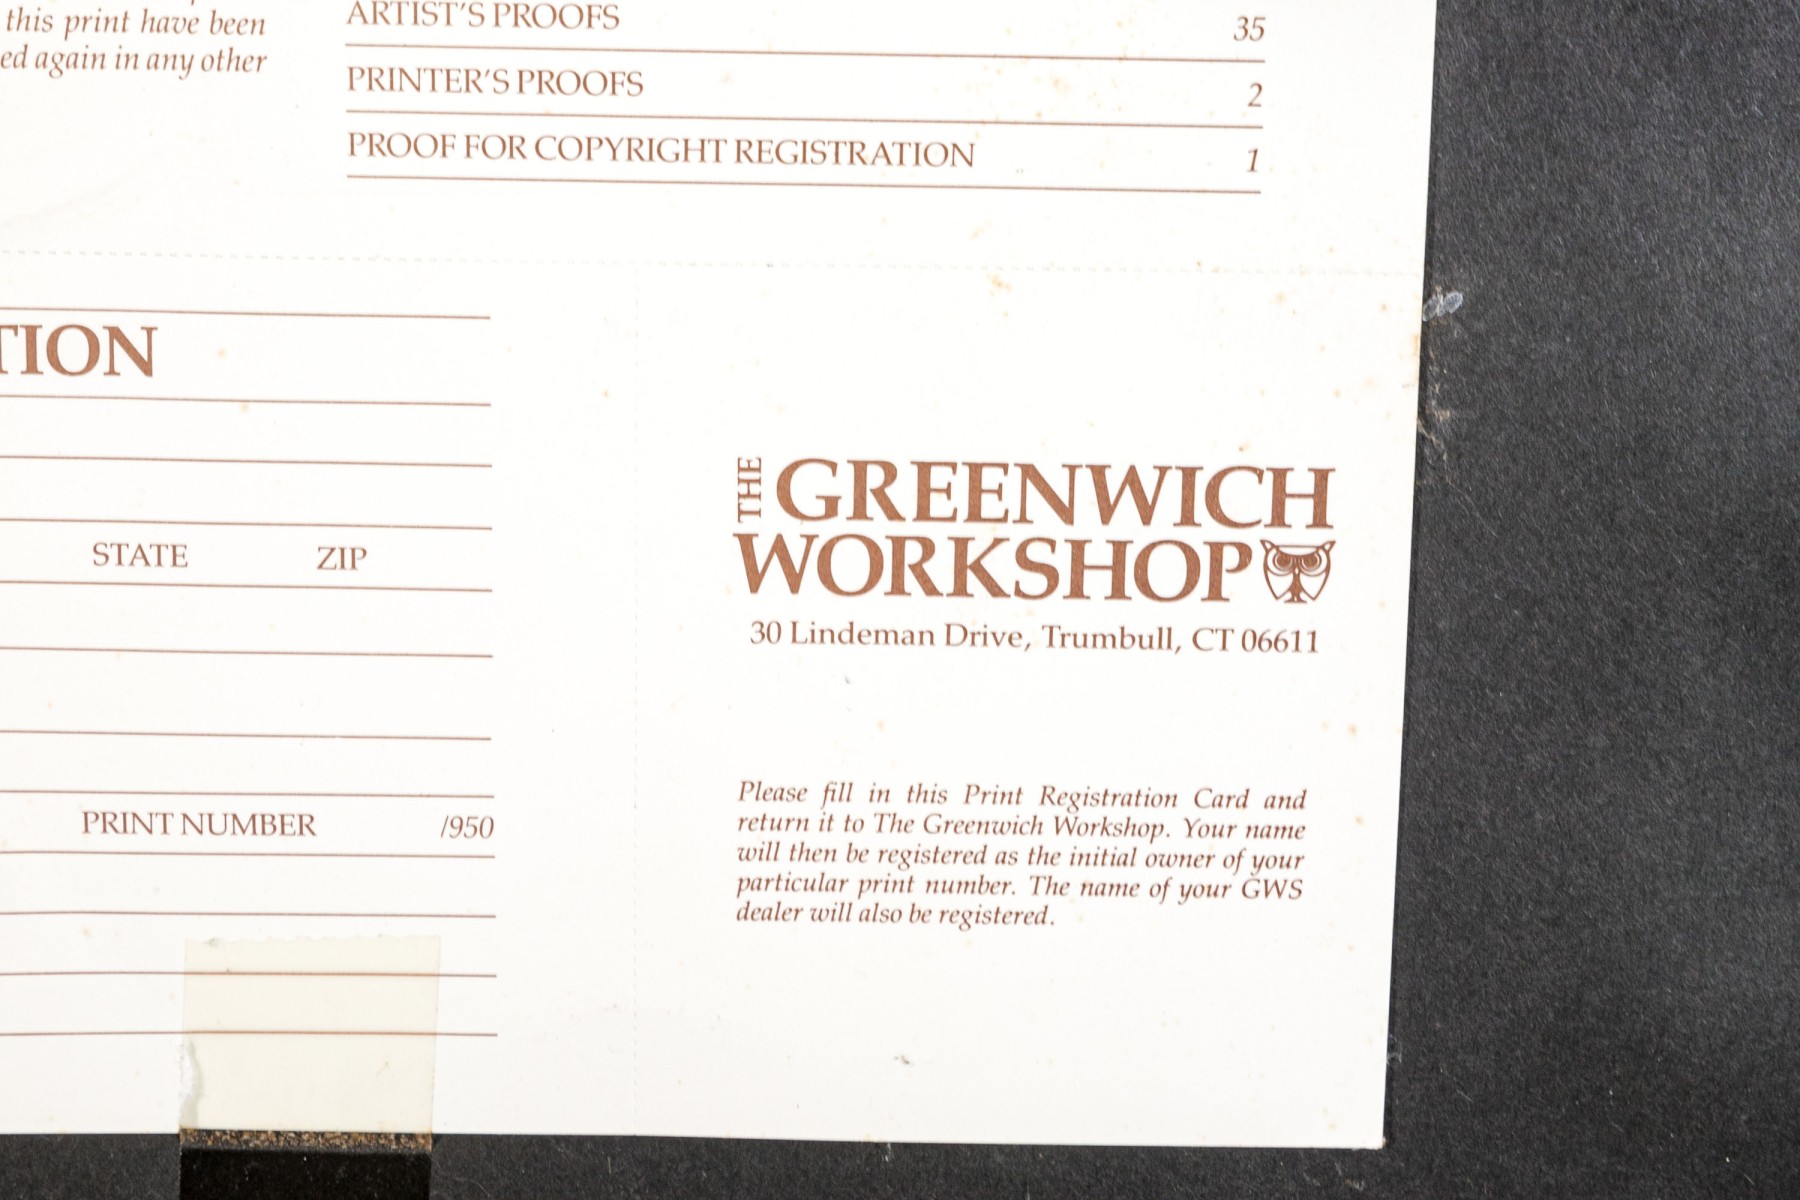 this print have been
ed again in any other
ARTIST'S PROOFS 35
PRINTER'S PROOFS 2
PROOF FOR COPYRIGHT REGISTRATION 1
TION
STATE ZIP
PRINT NUMBER /950
THE GREENWICH
WORKSHOP
30 Lindeman Drive, Trumbull, CT 06611
Please fill in this Print Registration Card and
return it to The Greenwich Workshop. Your name
will then be registered as the initial owner of your
particular print number. The name of your GWS
dealer will also be registered.